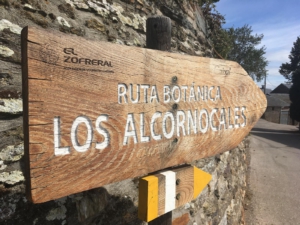 EL
ZOFRERAL
RUTA BOTÁNICA
LOS ALCORNOCALES